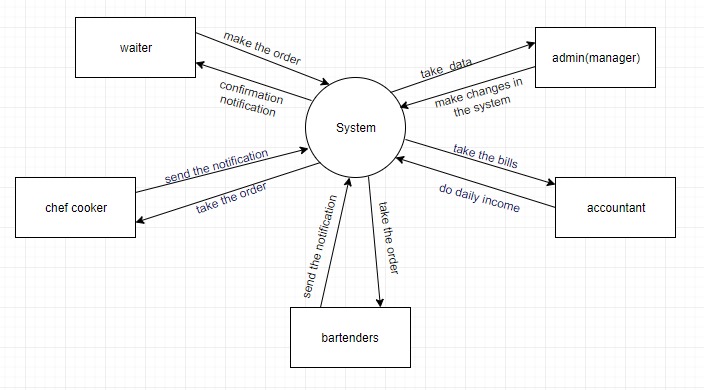 waiter
make the order
confirmation
notification
System
take  data
admin(manager)
make changes in
the system
take the bills
do daily income
accountant
send the notification
take the order
chef cooker
send the notification
take the order
bartenders